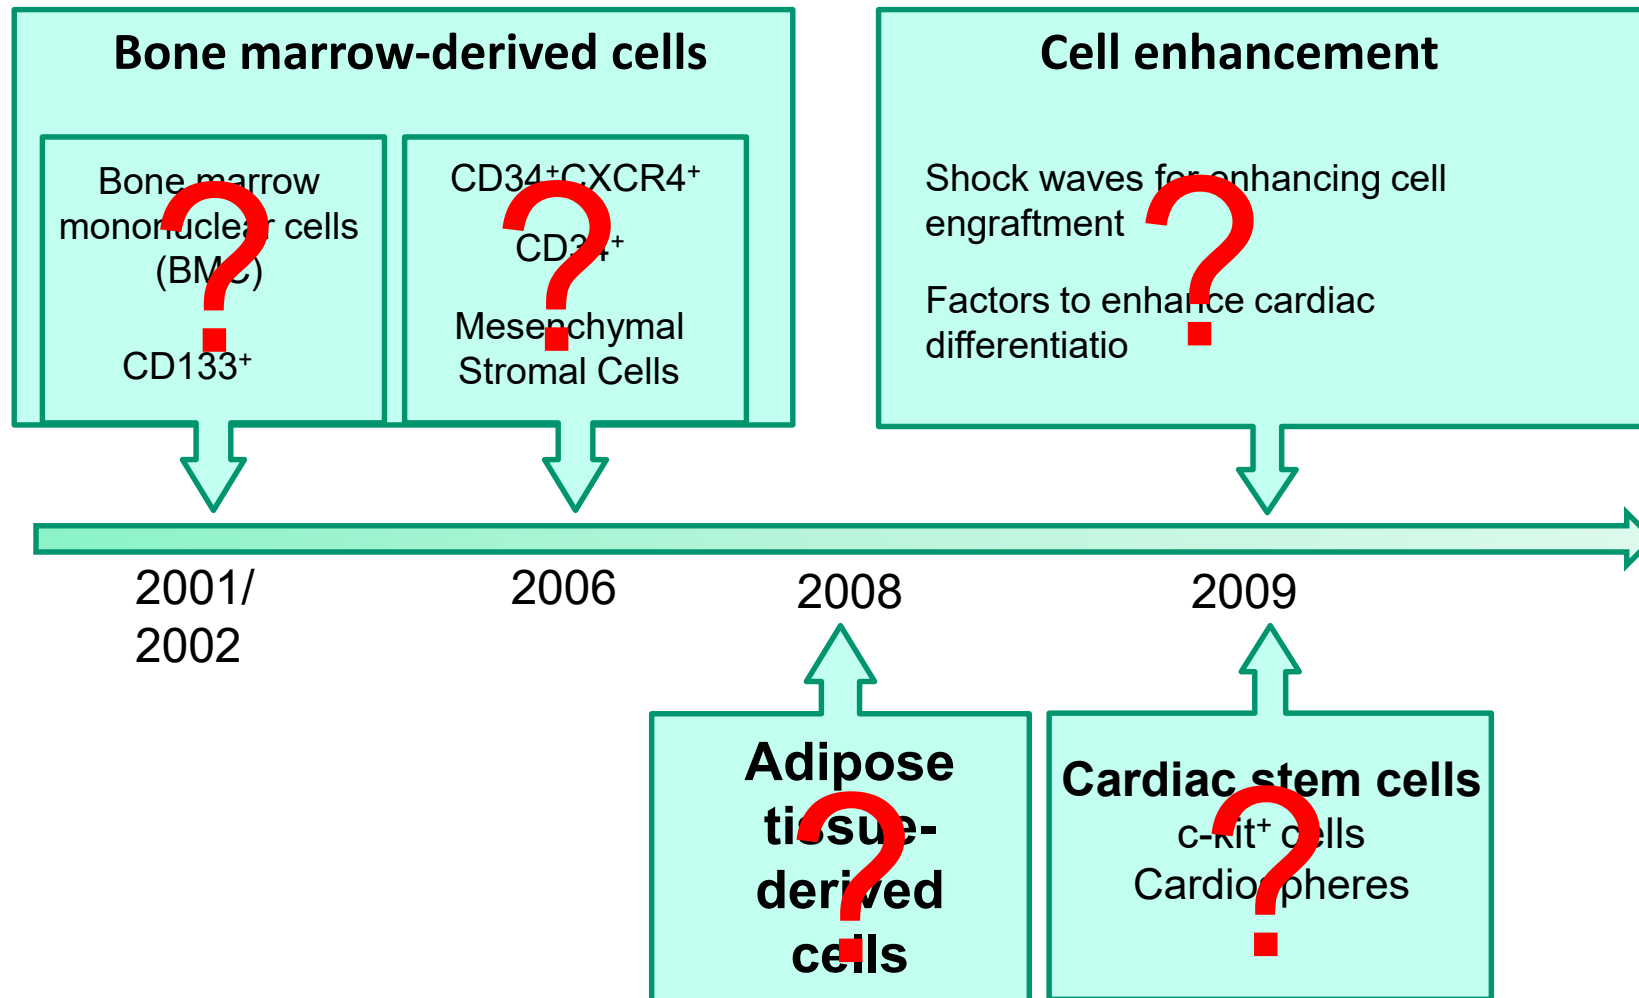 Bone marrow-derived cells
Bone marrow
mononuclear cells
(BMC)
CD133⁺
?
CD34⁺CXCR4⁺
CD34⁺
Mesenchymal
Stromal Cells
?
Cell enhancement
Shock waves for enhancing cell
engraftment
Factors to enhance cardiac
differentiatio
?
2001/
2002
2006
2008
2009
Adipose
tissue-
derived
cells
?
Cardiac stem cells
c-kit⁺ cells
Cardiospheres
?